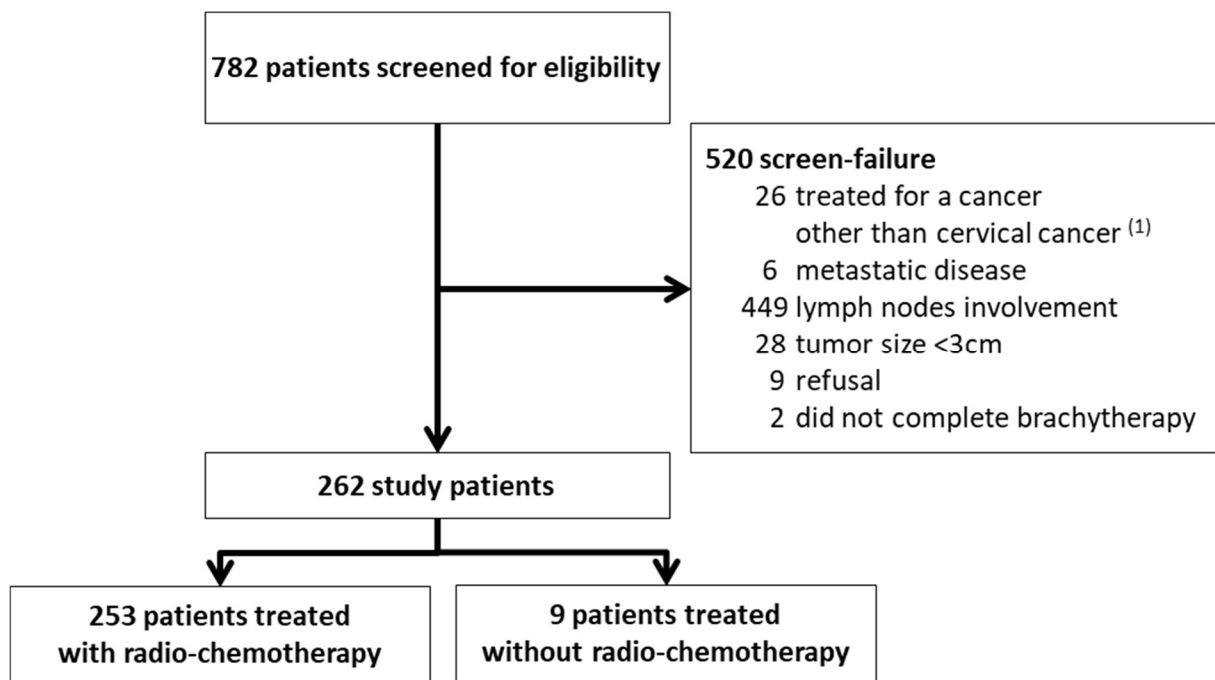 782 patients screened for eligibility
520 screen-failure
26 treated for a cancer
other than cervical cancer (1)
6 metastatic disease
449 lymph nodes involvement
28 tumor size <3cm
9 refusal
2 did not complete brachytherapy
262 study patients
253 patients treated
with radio-chemotherapy
9 patients treated
without radio-chemotherapy